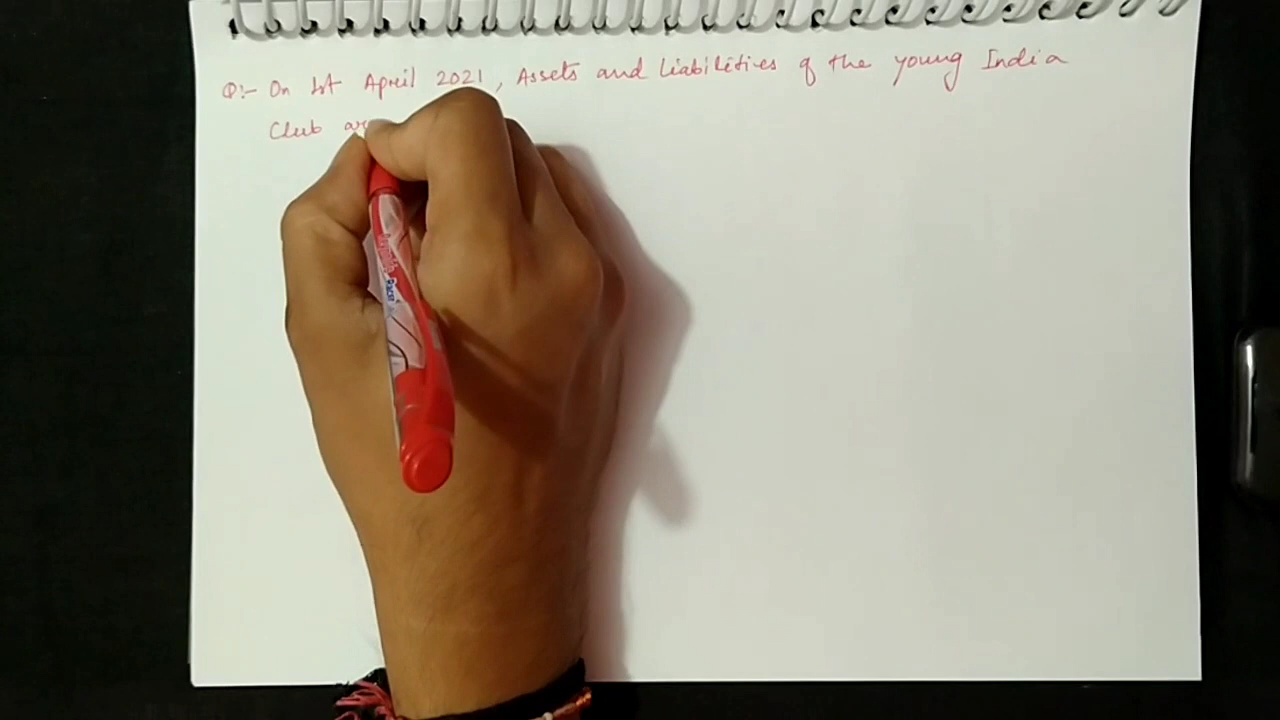 Q:- On 1st April 2021, Assets and Liabilities of the young India
Club